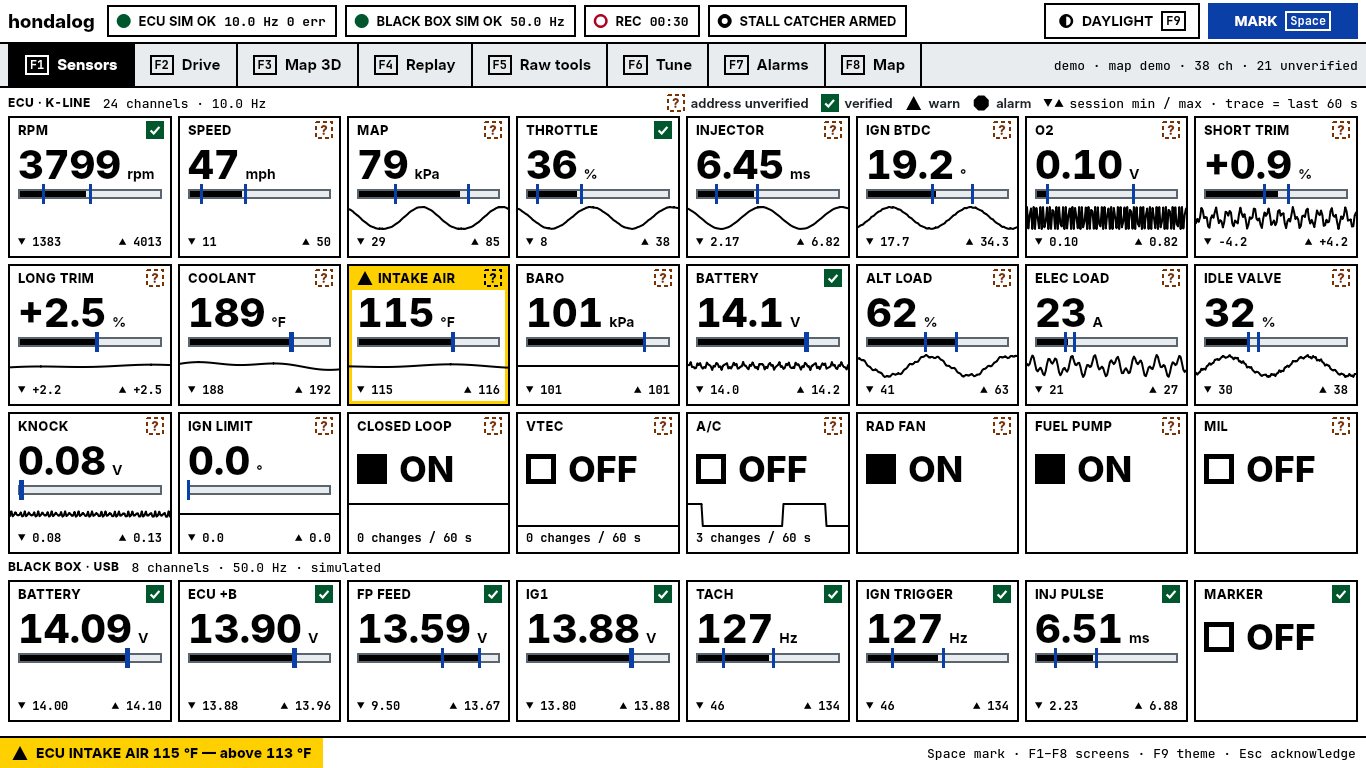 hondalog ECU SIM OK 10.0 Hz 0 err BLACK BOX SIM OK 50.0 Hz REC 00:30 STALL CATCHER ARMED DAYLIGHT F9 MARK Space
F1 Sensors F2 Drive F3 Map 3D F4 Replay F5 Raw tools F6 Tune F7 Alarms F8 Map demo · map demo · 38 ch · 21 unverified
ECU · K-LINE 24 channels · 10.0 Hz ? address unverified verified warn alarm ▼▲ session min / max · trace = last 60 s
RPM SPEED ? MAP ? THROTTLE INJECTOR ? IGN BTDC ? O2 ? SHORT TRIM ?
3799 rpm 47 mph 79 kPa 36 % 6.45 ms 19.2 ° 0.10 V +0.9 %
▼ 1383 ▲ 4013 ▼ 11 ▲ 50 ▼ 29 ▲ 85 ▼ 8 ▲ 38 ▼ 2.17 ▲ 6.82 ▼ 17.7 ▲ 34.3 ▼ 0.10 ▲ 0.82 ▼ -4.2 ▲ +4.2
LONG TRIM ? COOLANT ? INTAKE AIR ? BARO ? BATTERY ALT LOAD ? ELEC LOAD ? IDLE VALVE ?
+2.5 % 189 °F 115 °F 101 kPa 14.1 V 62 % 23 A 32 %
▼ +2.2 ▲ +2.5 ▼ 188 ▲ 192 ▼ 115 ▲ 116 ▼ 101 ▲ 101 ▼ 14.0 ▲ 14.2 ▼ 41 ▲ 63 ▼ 21 ▲ 27 ▼ 30 ▲ 38
KNOCK ? IGN LIMIT ? CLOSED LOOP ? VTEC ? A/C ? RAD FAN ? FUEL PUMP ? MIL ?
0.08 V 0.0 ° ON OFF OFF ON ON OFF
▼ 0.08 ▲ 0.13 ▼ 0.0 ▲ 0.0 0 changes / 60 s 0 changes / 60 s 3 changes / 60 s
BLACK BOX · USB 8 channels · 50.0 Hz · simulated
BATTERY ECU +B FP FEED IG1 TACH IGN TRIGGER INJ PULSE MARKER
14.09 V 13.90 V 13.59 V 13.88 V 127 Hz 127 Hz 6.51 ms OFF
▼ 14.00 ▲ 14.10 ▼ 13.88 ▲ 13.96 ▼ 9.50 ▲ 13.67 ▼ 13.80 ▲ 13.88 ▼ 46 ▲ 134 ▼ 46 ▲ 134 ▼ 2.23 ▲ 6.88
ECU INTAKE AIR 115 °F — above 113 °F Space mark · F1–F8 screens · F9 theme · Esc acknowledge